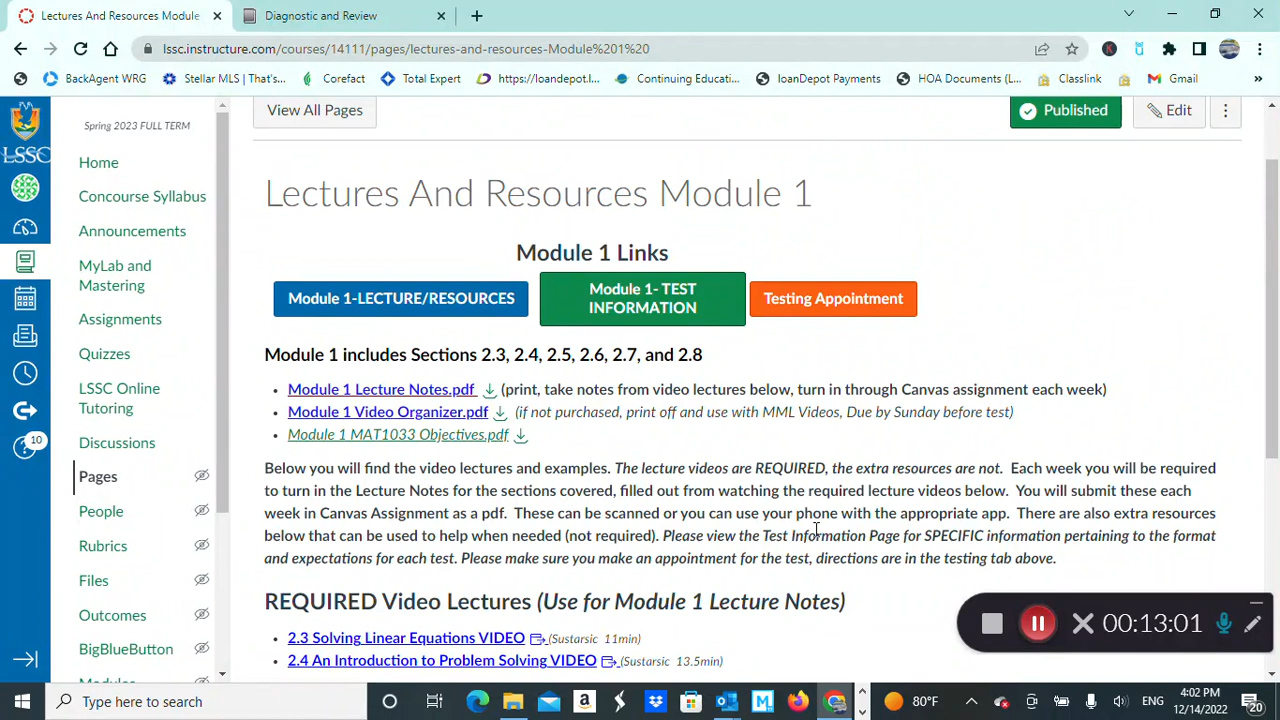 Lectures And Resources Module
Diagnostic and Review
lssc.instructure.com/courses/14111/pages/lectures-and-resources-Module%201%20
BackAgent WRG
Stellar MLS | That's...
Corefact
Total Expert
https://loandepot.l...
Continuing Educati...
loanDepot Payments
HOA Documents (L...
Classlink
Gmail
»
LSSC
Spring 2023 FULL TERM
Home
Concourse Syllabus
Announcements
MyLab and
Mastering
Assignments
Quizzes
LSSC Online
Tutoring
Discussions
10
Pages
People
Rubrics
Files
Outcomes
BigBlueButton
Modules
View All Pages
Published
Edit
Lectures And Resources Module 1
Module 1 Links
Module 1-LECTURE/RESOURCES
Module 1- TEST
INFORMATION
Testing Appointment
Module 1 includes Sections 2.3, 2.4, 2.5, 2.6, 2.7, and 2.8
• Module 1 Lecture Notes.pdf (print, take notes from video lectures below, turn in through Canvas assignment each week)
• Module 1 Video Organizer.pdf (if not purchased, print off and use with MML Videos, Due by Sunday before test)
• Module 1 MAT1033 Objectives.pdf
Below you will find the video lectures and examples. The lecture videos are REQUIRED, the extra resources are not. Each week you will be required
to turn in the Lecture Notes for the sections covered, filled out from watching the required lecture videos below. You will submit these each
week in Canvas Assignment as a pdf. These can be scanned or you can use your phone with the appropriate app. There are also extra resources
below that can be used to help when needed (not required). Please view the Test Information Page for SPECIFIC information pertaining to the format
and expectations for each test. Please make sure you make an appointment for the test, directions are in the testing tab above.
REQUIRED Video Lectures (Use for Module 1 Lecture Notes)
• 2.3 Solving Linear Equations VIDEO (Sustarsic 11min)
• 2.4 An Introduction to Problem Solving VIDEO (Sustarsic 13.5min)
00:13:01
Type here to search
80°F
ENG
4:02 PM
12/14/2022
20